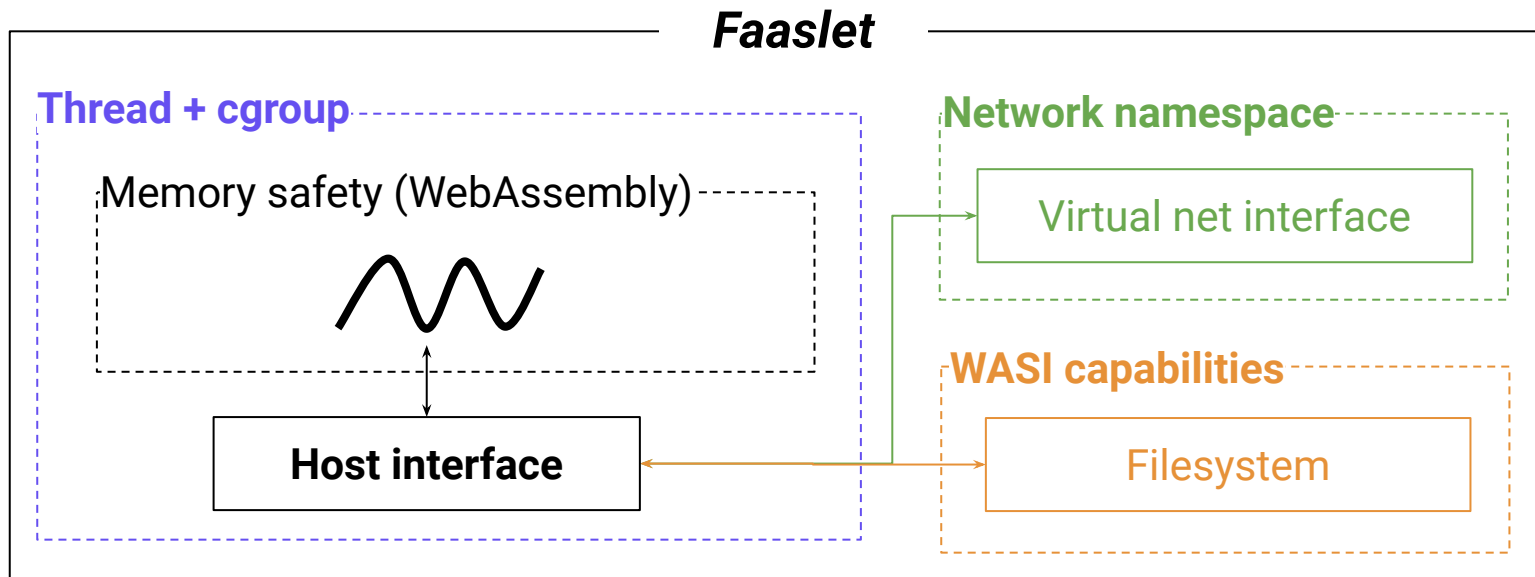 Faaslet
Thread + cgroup
Memory safety (WebAssembly)
Host interface
Network namespace
Virtual net interface
WASI capabilities
Filesystem